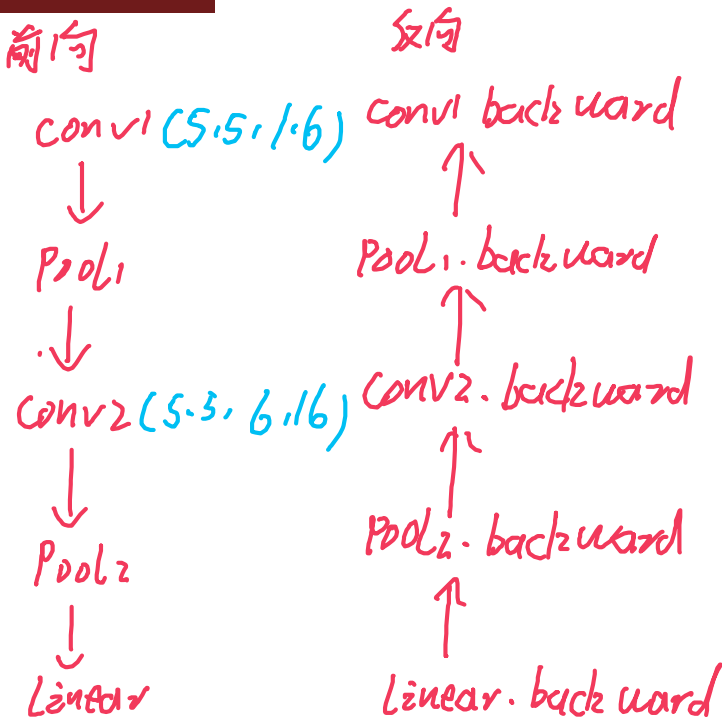 前向
conv1 (5.5.1.6)
Pool1
conv2 (5.5.6.16)
Pool2
Linear
反向
conv1 backward
Pool1.backward
conv2.backward
Pool2.backward
Linear.backward